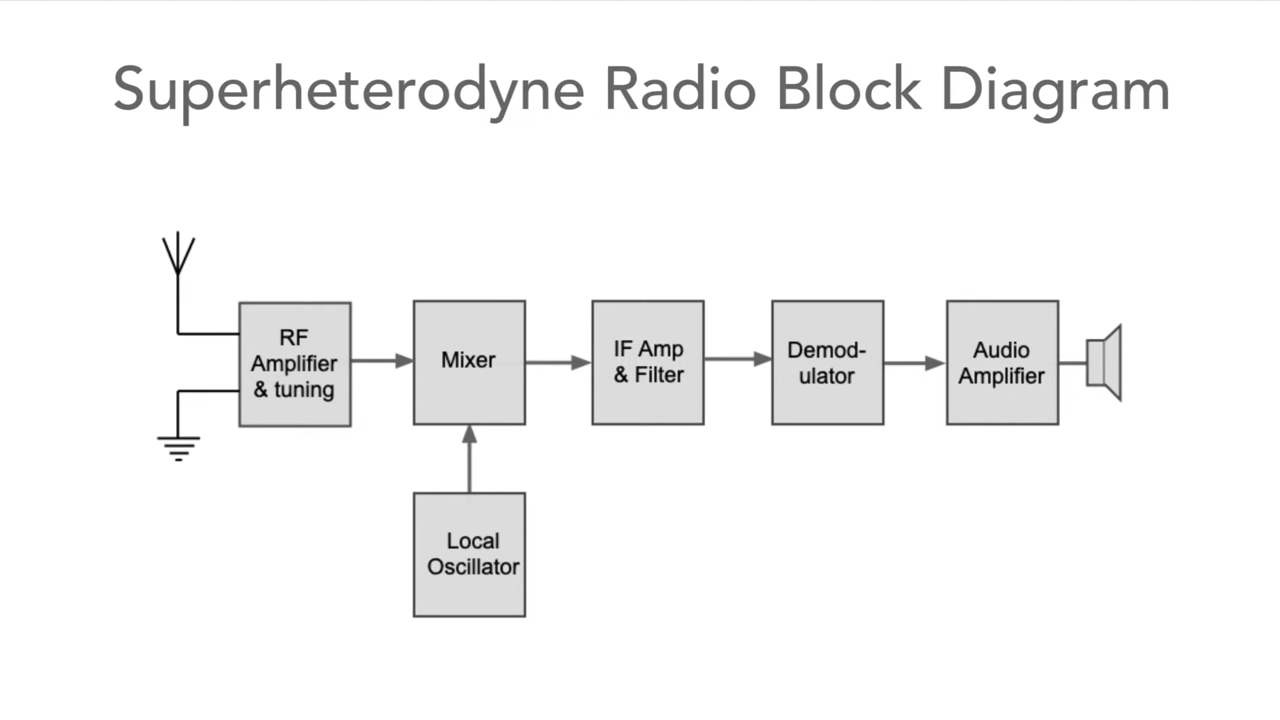 Superheterodyne Radio Block Diagram
RF
Amplifier
& tuning
Mixer
IF Amp
& Filter
Demod-
ulator
Audio
Amplifier
Local
Oscillator